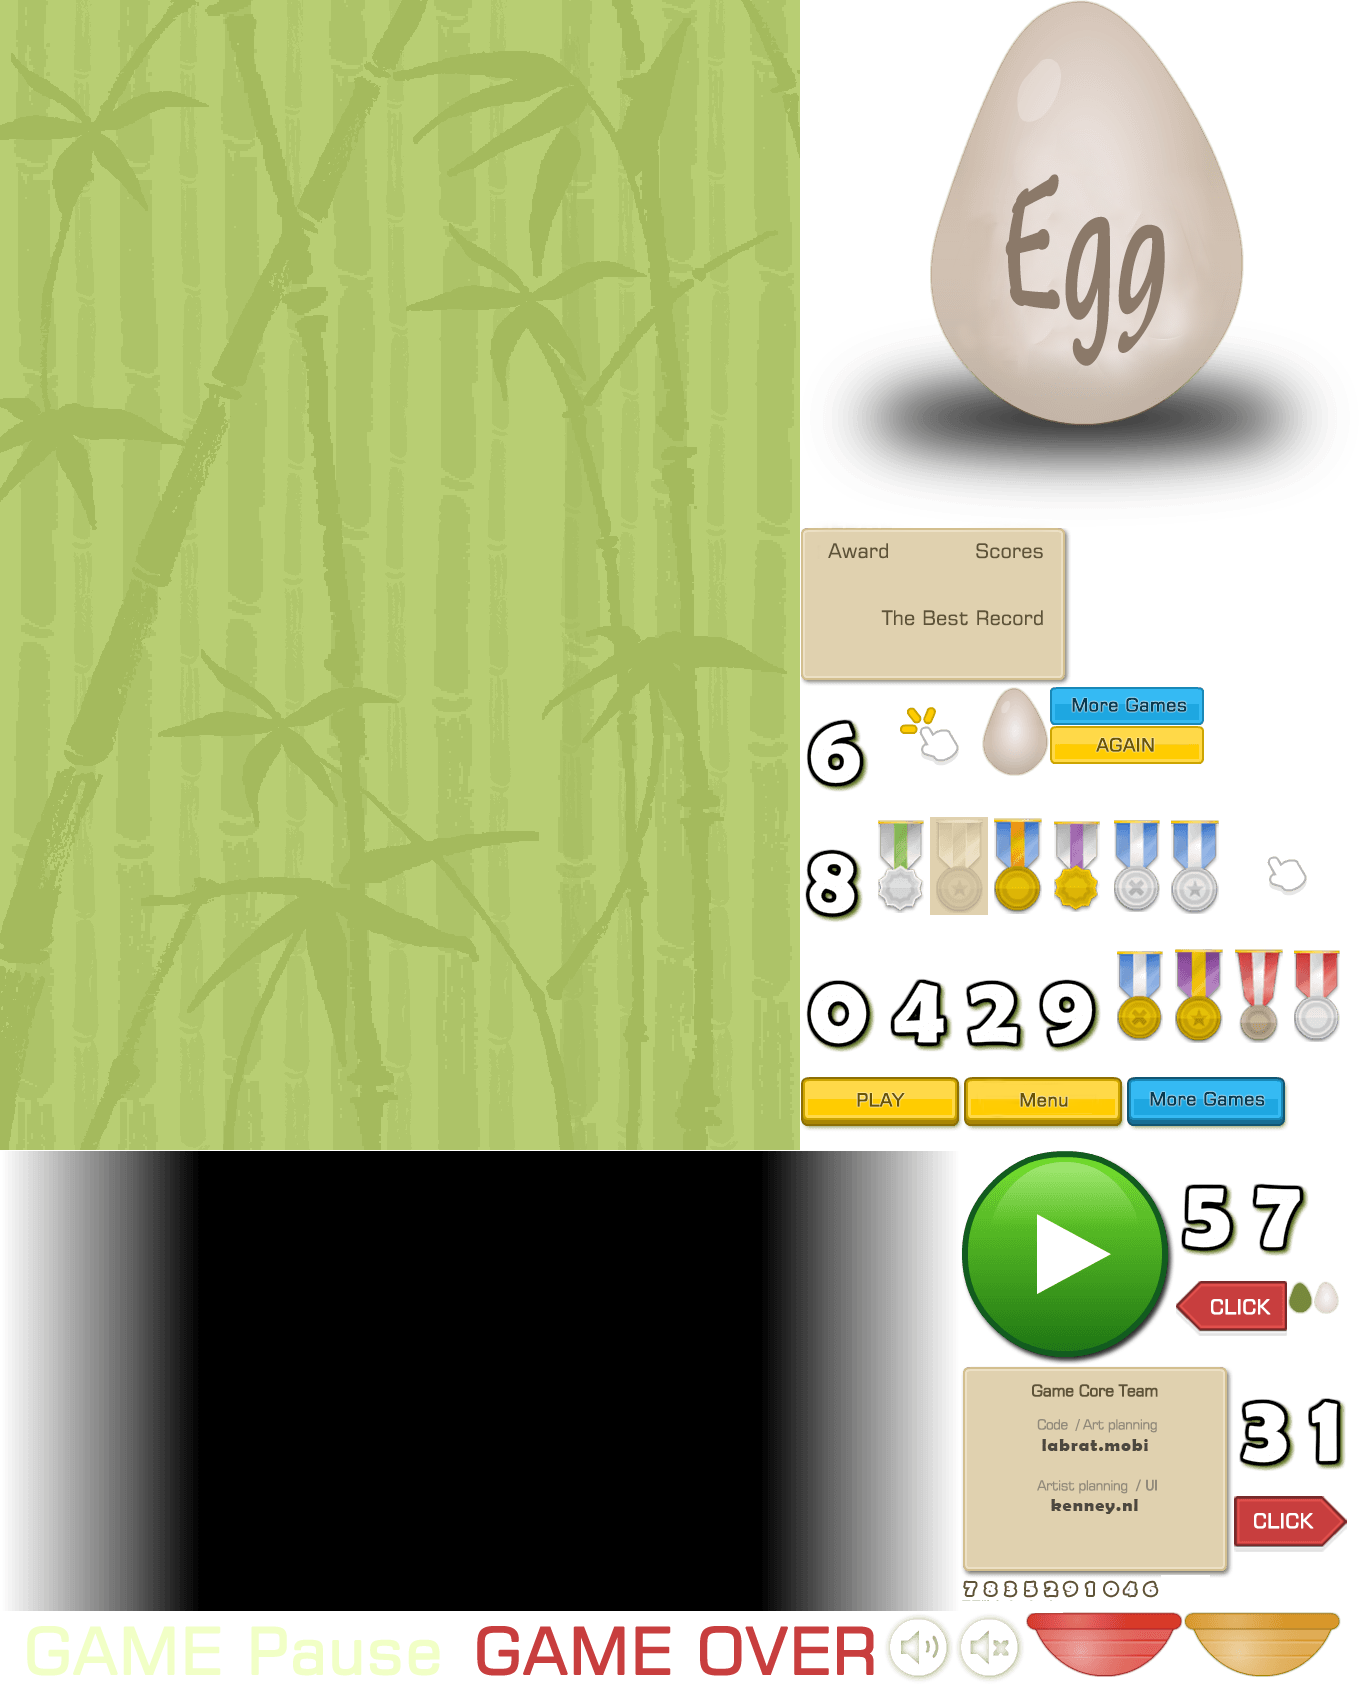 Egg
Award Scores
The Best Record
More Games
AGAIN
6
8
0 4 2 9
PLAY Menu More Games
5 7
CLICK
Game Core Team
Code / Art planning
labrat.mobi
Artist planning / UI
kenney.nl
3 1
CLICK
7 8 3 5 2 9 1 0 4 6
GAME Pause GAME OVER